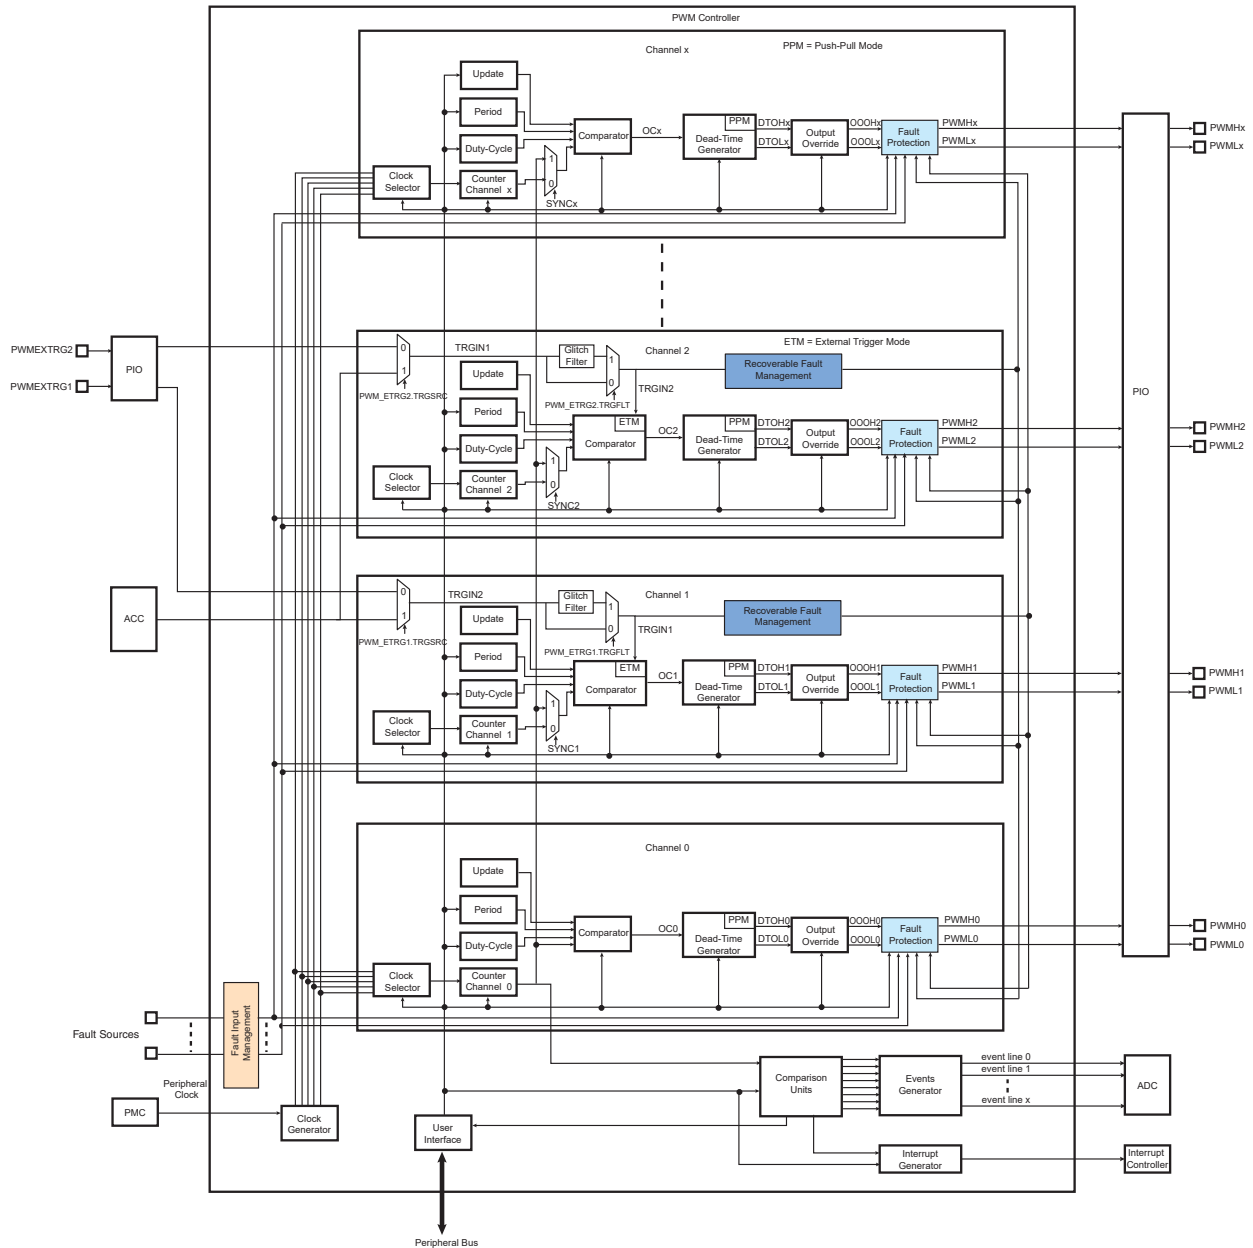 PWM Controller
Channel x
PPM = Push-Pull Mode
Update
Period
Duty-Cycle
Clock
Selector
Counter
Channel x
1
0
SYNCx
Comparator
OCx
PPM
Dead-Time
Generator
DTOHx
DTOLx
Output
Override
OOOHx
OOOLx
Fault
Protection
PWMHx
PWMLx
PWMHx
PWMLx
PWMEXTRG2
PWMEXTRG1
PIO
0
1
PWM_ETRG2.TRGSRC
TRGIN1
Glitch
Filter
1
0
PWM_ETRG2.TRGFLT
TRGIN2
Channel 2
ETM = External Trigger Mode
Recoverable Fault
Management
Update
Period
Duty-Cycle
Clock
Selector
Counter
Channel 2
1
0
SYNC2
ETM
Comparator
OC2
PPM
Dead-Time
Generator
DTOH2
DTOL2
Output
Override
OOOH2
OOOL2
Fault
Protection
PWMH2
PWML2
PIO
PWMH2
PWML2
ACC
0
1
PWM_ETRG1.TRGSRC
TRGIN2
Glitch
Filter
1
0
PWM_ETRG1.TRGFLT
TRGIN1
Channel 1
Recoverable Fault
Management
Update
Period
Duty-Cycle
Clock
Selector
Counter
Channel 1
1
0
SYNC1
ETM
Comparator
OC1
PPM
Dead-Time
Generator
DTOH1
DTOL1
Output
Override
OOOH1
OOOL1
Fault
Protection
PWMH1
PWML1
PWMH1
PWML1
Channel 0
Update
Period
Duty-Cycle
Clock
Selector
Counter
Channel 0
Comparator
OC0
PPM
Dead-Time
Generator
DTOH0
DTOL0
Output
Override
OOOH0
OOOL0
Fault
Protection
PWMH0
PWML0
PWMH0
PWML0
Fault Sources
Fault Input
Management
Peripheral
Clock
PMC
Clock
Generator
User
Interface
Peripheral Bus
Comparison
Units
Events
Generator
event line 0
event line 1
event line x
ADC
Interrupt
Generator
Interrupt
Controller